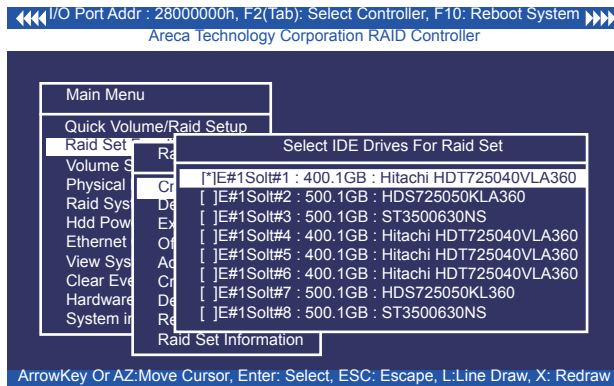 I/O Port Addr : 28000000h, F2(Tab): Select Controller, F10: Reboot System
Areca Technology Corporation RAID Controller
Main Menu
Quick Volume/Raid Setup
Raid Set
Volume S
Physical
Raid Sys
Hdd Pow
Ethernet
View Sys
Clear Eve
Hardware
System in
Ra
Cr
De
Ex
Of
Ac
Cr
De
Re
Raid Set Information
Select IDE Drives For Raid Set
[*]E#1Solt#1 : 400.1GB : Hitachi HDT725040VLA360
[ ]E#1Solt#2 : 500.1GB : HDS725050KLA360
[ ]E#1Solt#3 : 500.1GB : ST3500630NS
[ ]E#1Solt#4 : 400.1GB : Hitachi HDT725040VLA360
[ ]E#1Solt#5 : 400.1GB : Hitachi HDT725040VLA360
[ ]E#1Solt#6 : 400.1GB : Hitachi HDT725040VLA360
[ ]E#1Solt#7 : 500.1GB : HDS725050KL360
[ ]E#1Solt#8 : 500.1GB : ST3500630NS
ArrowKey Or AZ:Move Cursor, Enter: Select, ESC: Escape, L:Line Draw, X: Redraw